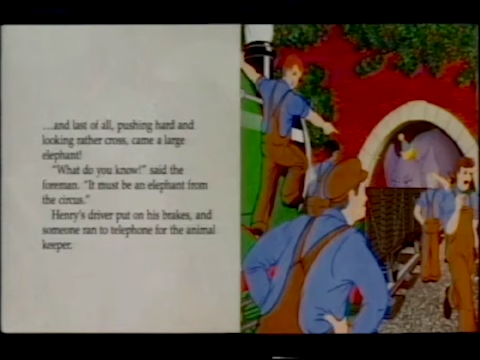 ...and last of all, pushing hard and
looking rather cross, came a large
elephant!
"What do you know!" said the
foreman. "It must be an elephant from
the circus."
Henry's driver put on his brakes, and
someone ran to telephone for the animal
keeper.